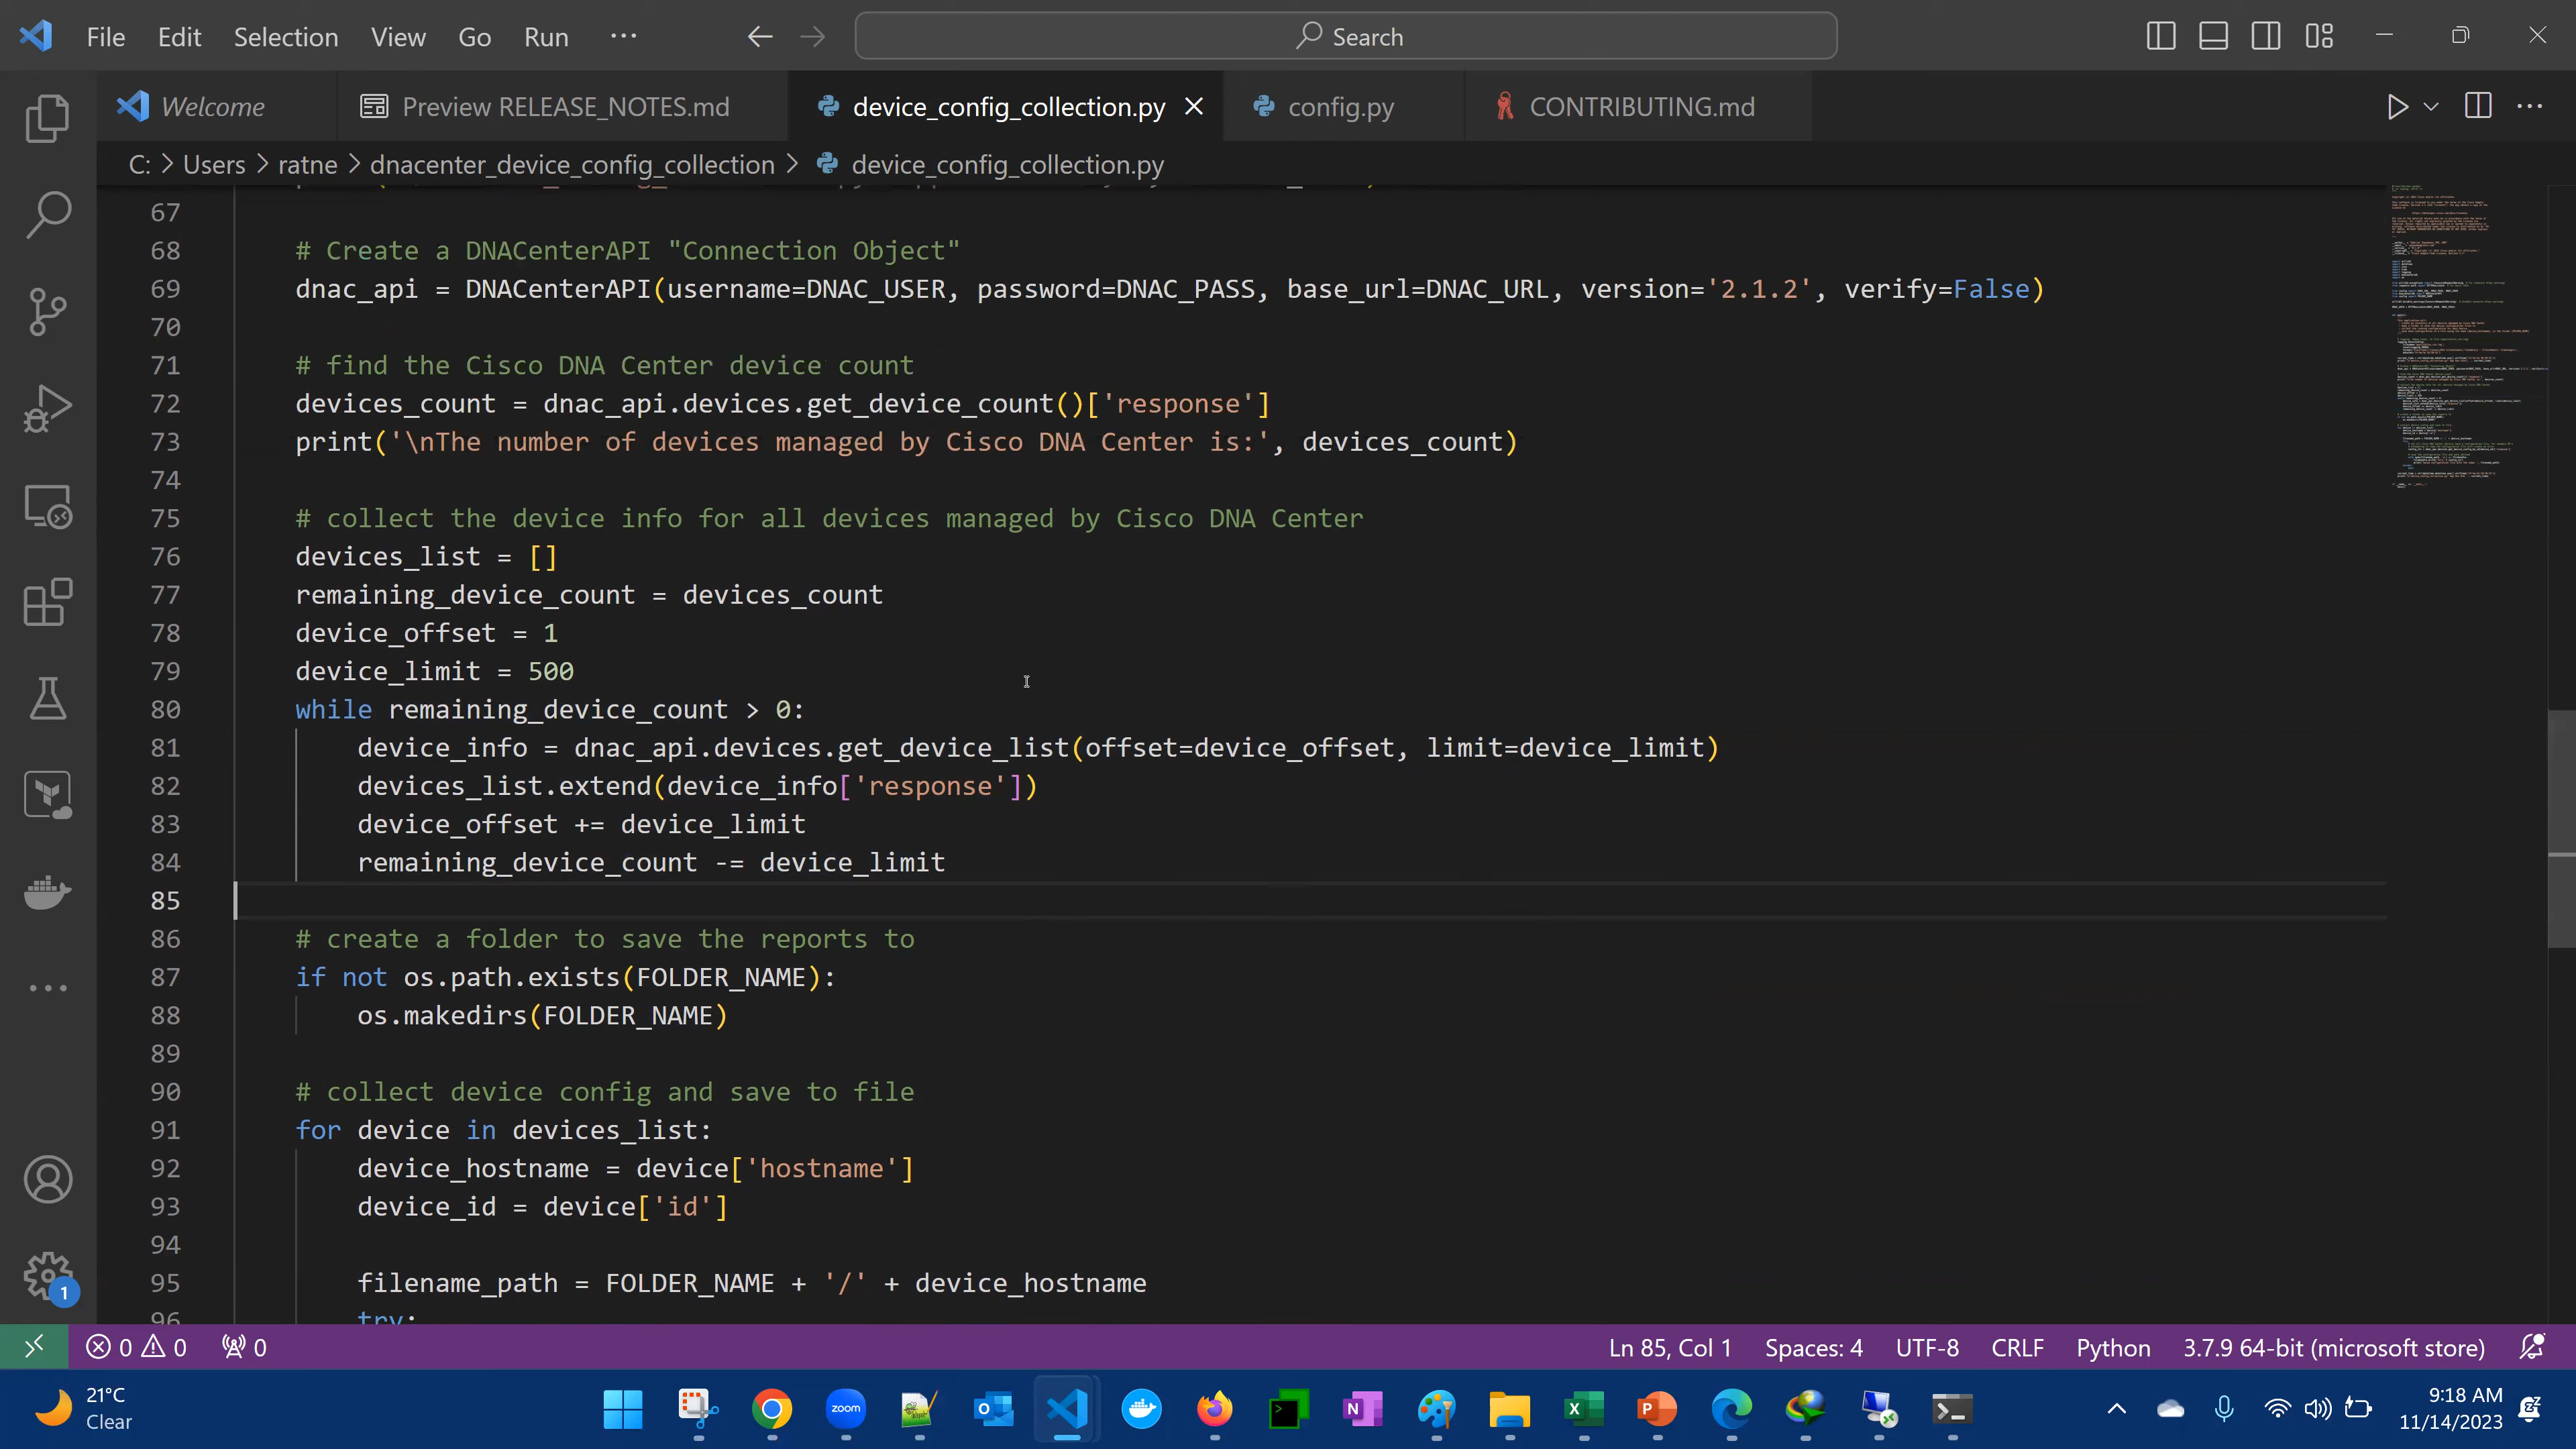 File Edit Selection View Go Run ... Search
Welcome Preview RELEASE_NOTES.md device_config_collection.py config.py CONTRIBUTING.md
C: > Users > ratne > dnacenter_device_config_collection > device_config_collection.py
67
68 # Create a DNACenterAPI "Connection Object"
69 dnac_api = DNACenterAPI(username=DNAC_USER, password=DNAC_PASS, base_url=DNAC_URL, version='2.1.2', verify=False)
70
71 # find the Cisco DNA Center device count
72 devices_count = dnac_api.devices.get_device_count()['response']
73 print('\nThe number of devices managed by Cisco DNA Center is:', devices_count)
74
75 # collect the device info for all devices managed by Cisco DNA Center
76 devices_list = []
77 remaining_device_count = devices_count
78 device_offset = 1
79 device_limit = 500
80 while remaining_device_count > 0:
81 device_info = dnac_api.devices.get_device_list(offset=device_offset, limit=device_limit)
82 devices_list.extend(device_info['response'])
83 device_offset += device_limit
84 remaining_device_count -= device_limit
85
86 # create a folder to save the reports to
87 if not os.path.exists(FOLDER_NAME):
88 os.makedirs(FOLDER_NAME)
89
90 # collect device config and save to file
91 for device in devices_list:
92 device_hostname = device['hostname']
93 device_id = device['id']
94
95 filename_path = FOLDER_NAME + '/' + device_hostname
96 try:
1
0 0 0 Ln 85, Col 1 Spaces: 4 UTF-8 CRLF Python 3.7.9 64-bit (microsoft store)
21°C
Clear
zoom
9:18 AM
11/14/2023